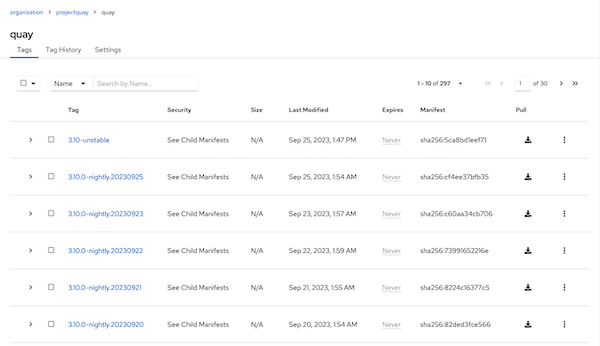 organization > projectquay > quay
quay
Tags Tag History Settings
Name Search by Name... 1 - 10 of 297 1 of 30
Tag Security Size Last Modified Expires Manifest Pull
3.10-unstable See Child Manifests N/A Sep 25, 2023, 1:47 PM Never sha256:5ca8bd1eef71
3.10.0-nightly.20230925 See Child Manifests N/A Sep 25, 2023, 1:54 AM Never sha256:cf4ee37bfb35
3.10.0-nightly.20230923 See Child Manifests N/A Sep 23, 2023, 1:57 AM Never sha256:c60aa34cb706
3.10.0-nightly.20230922 See Child Manifests N/A Sep 22, 2023, 1:59 AM Never sha256:73991652216e
3.10.0-nightly.20230921 See Child Manifests N/A Sep 21, 2023, 1:55 AM Never sha256:8224c16377c5
3.10.0-nightly.20230920 See Child Manifests N/A Sep 20, 2023, 1:54 AM Never sha256:82ded3fce566